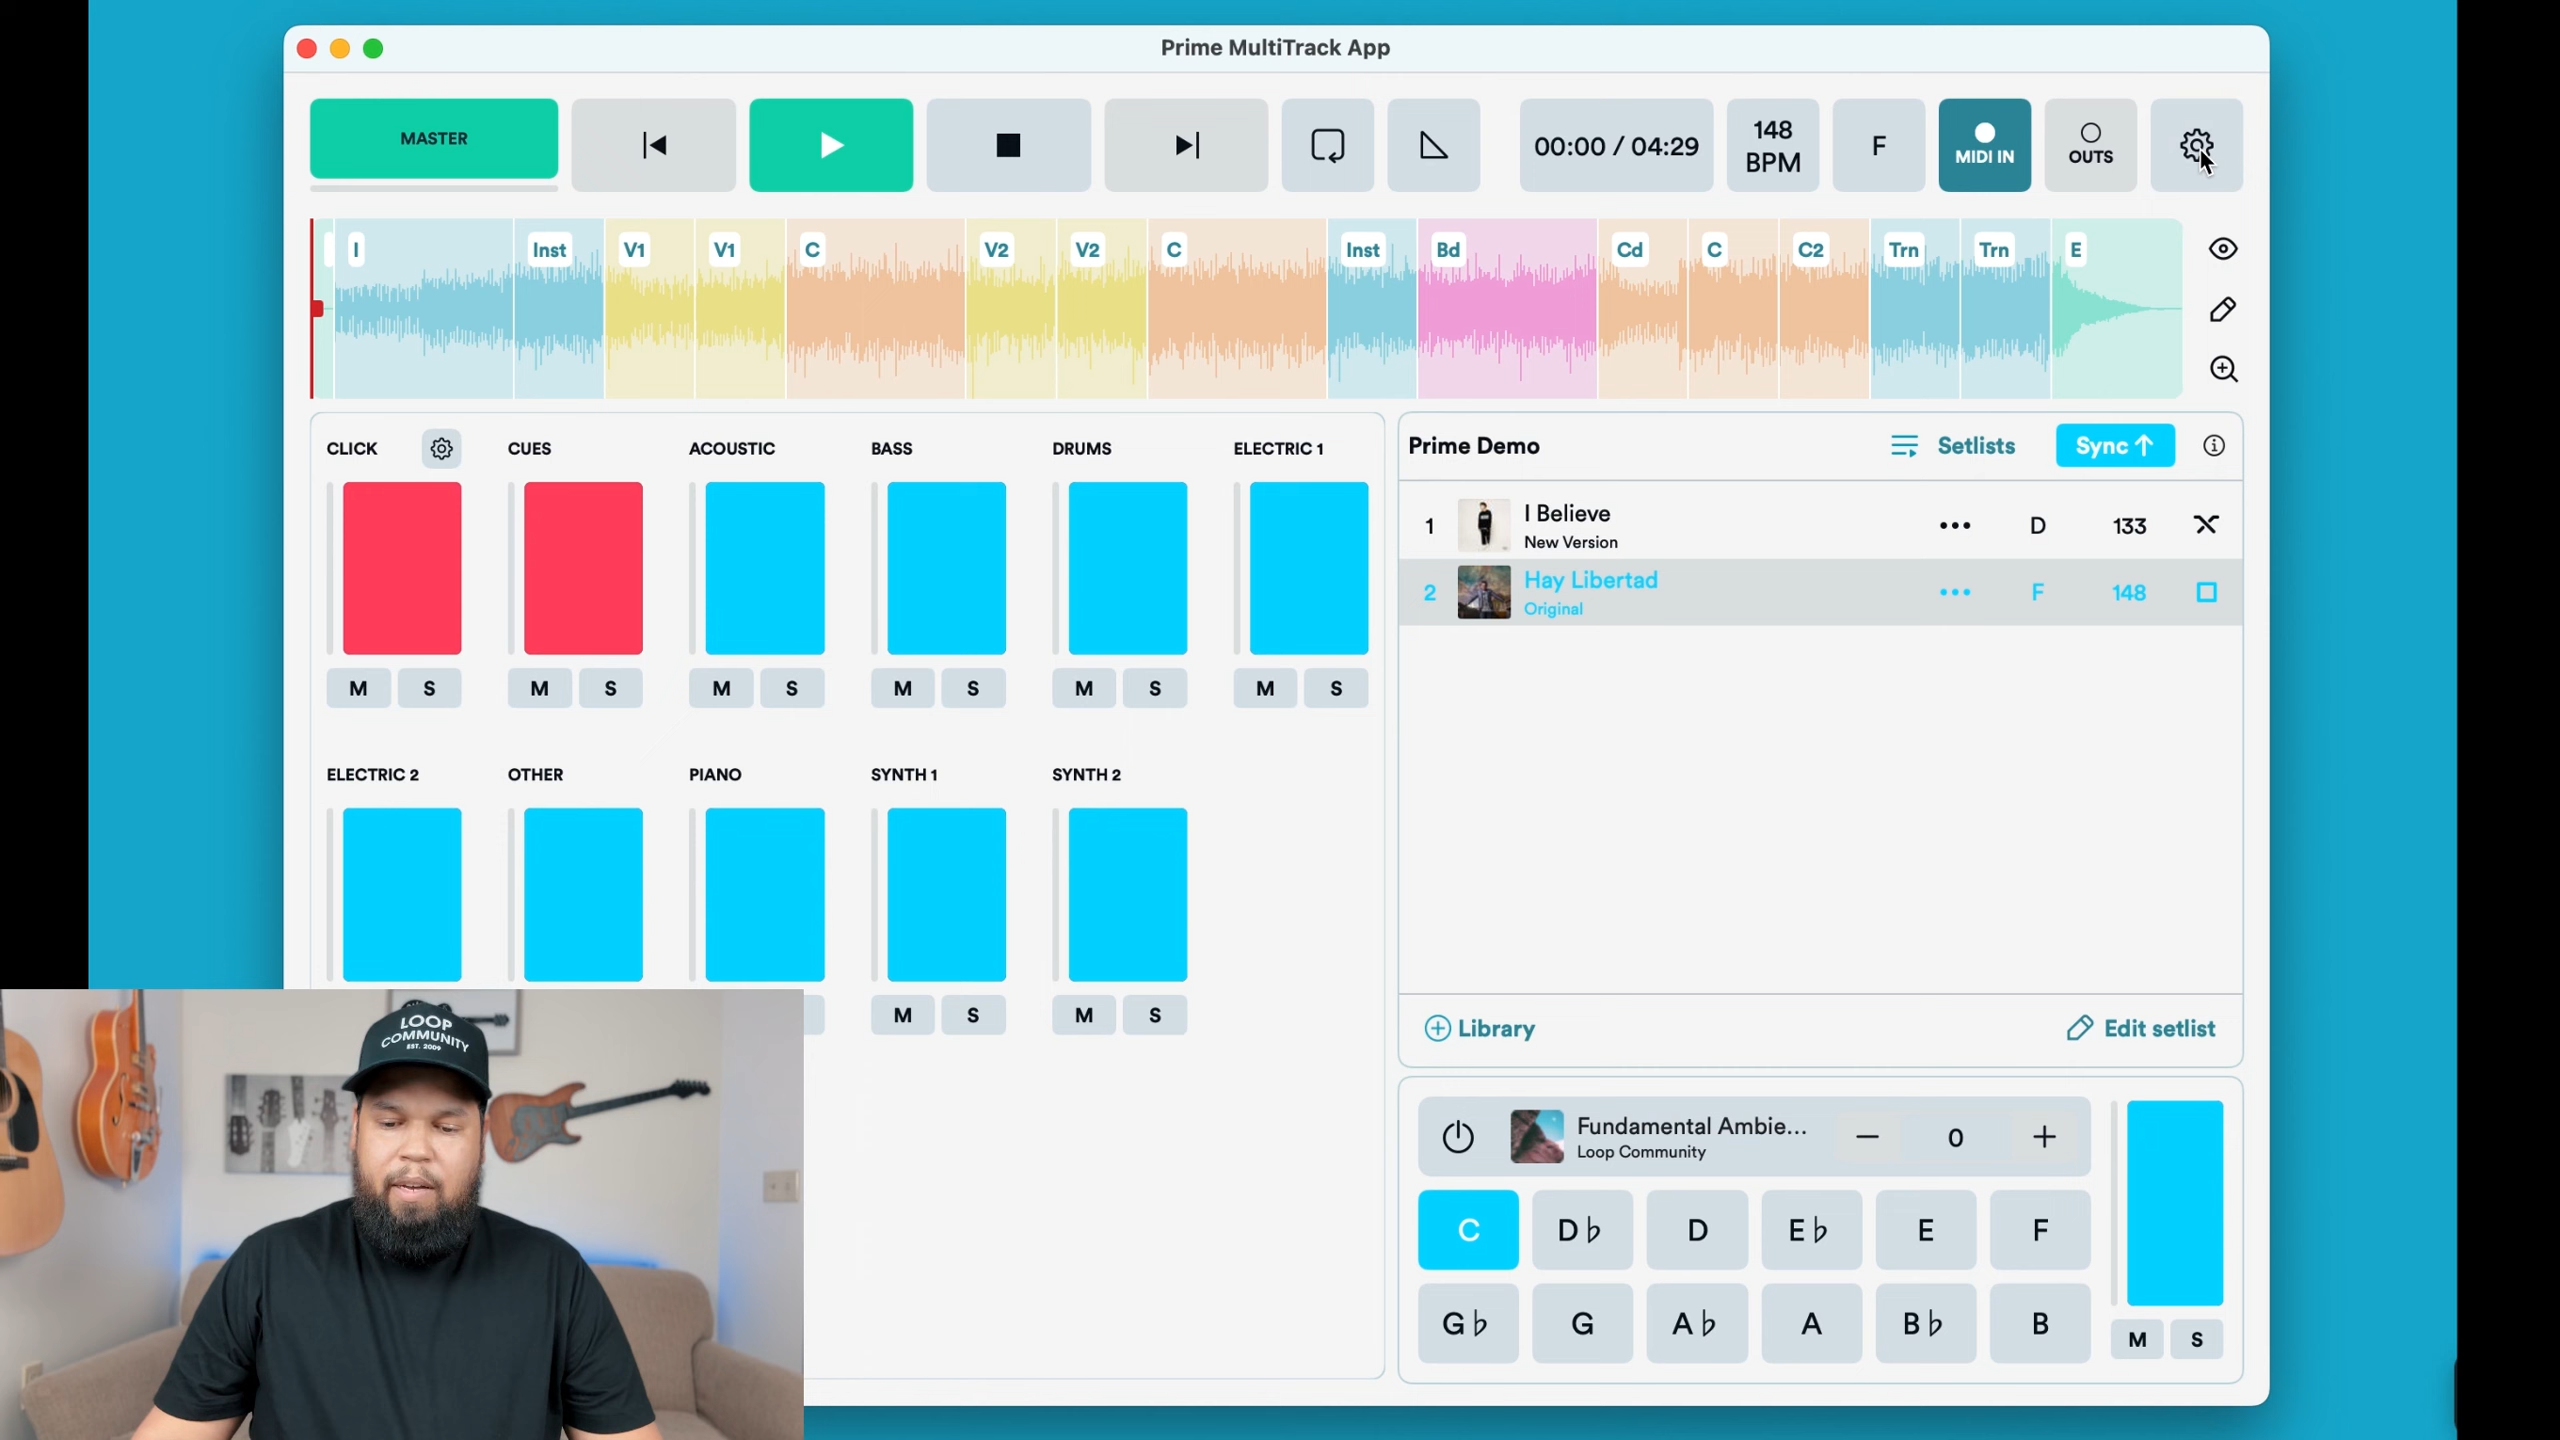 Prime MultiTrack App
MASTER
00:00 / 04:29
148
BPM
F
MIDI IN
OUTS
I
Inst
V1
V1
C
V2
V2
C
Inst
Bd
Cd
C
C2
Trn
Trn
E
CLICK
CUES
ACOUSTIC
BASS
DRUMS
ELECTRIC 1
M S
M S
M S
M S
M S
M S
ELECTRIC 2
OTHER
PIANO
SYNTH 1
SYNTH 2
M S
M S
Prime Demo
Setlists
Sync ↑
1
I Believe
New Version
••• D 133
2
Hay Libertad
Original
••• F 148
Library
Edit setlist
Fundamental Ambie...
Loop Community
− 0 +
C D♭ D E♭ E F
G♭ G A♭ A B♭ B
M S
LOOP
COMMUNITY
EST. 2009